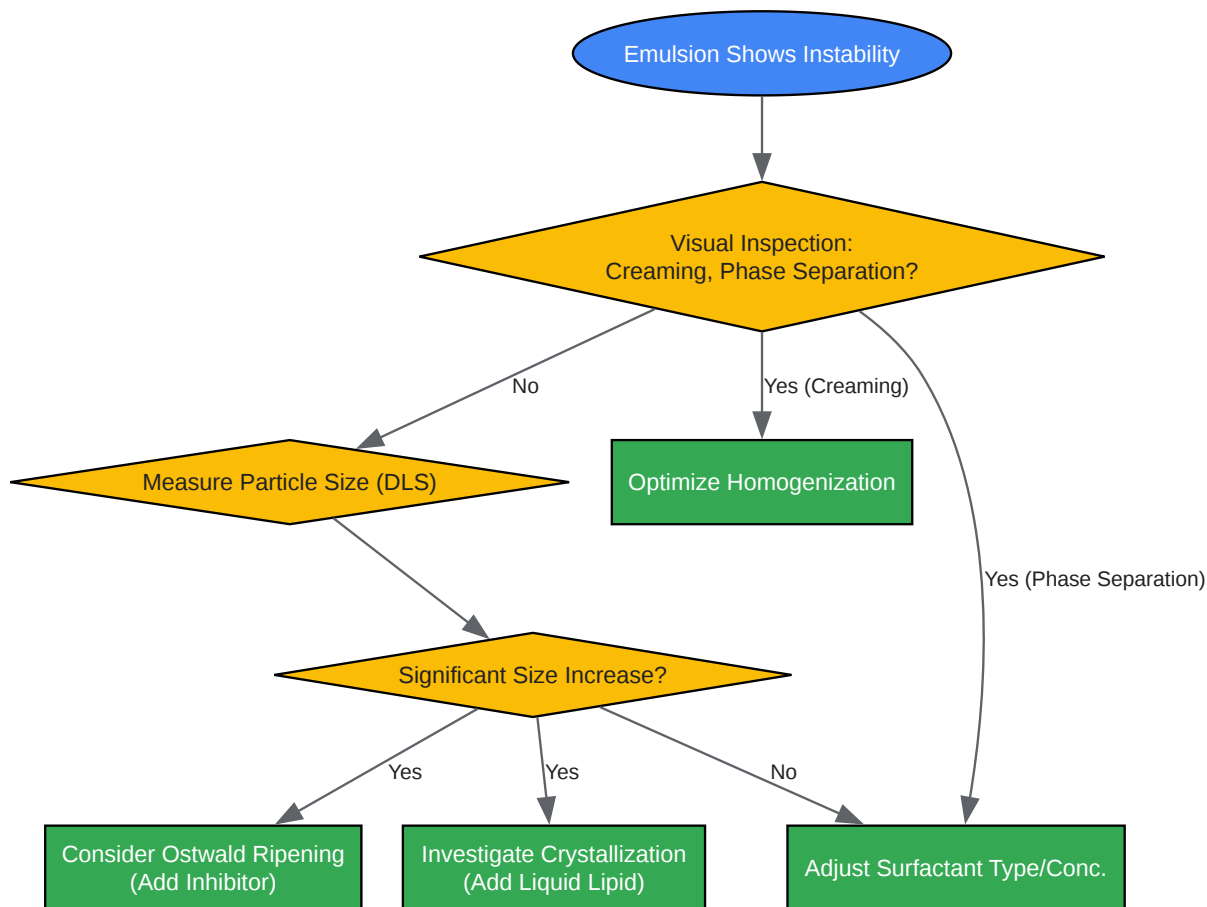 Emulsion Shows Instability
Visual Inspection:
Creaming, Phase Separation?
No
Yes (Creaming)
Measure Particle Size (DLS)
Optimize Homogenization
Yes (Phase Separation)
Significant Size Increase?
Yes
Yes
No
Consider Ostwald Ripening
(Add Inhibitor)
Investigate Crystallization
(Add Liquid Lipid)
Adjust Surfactant Type/Conc.